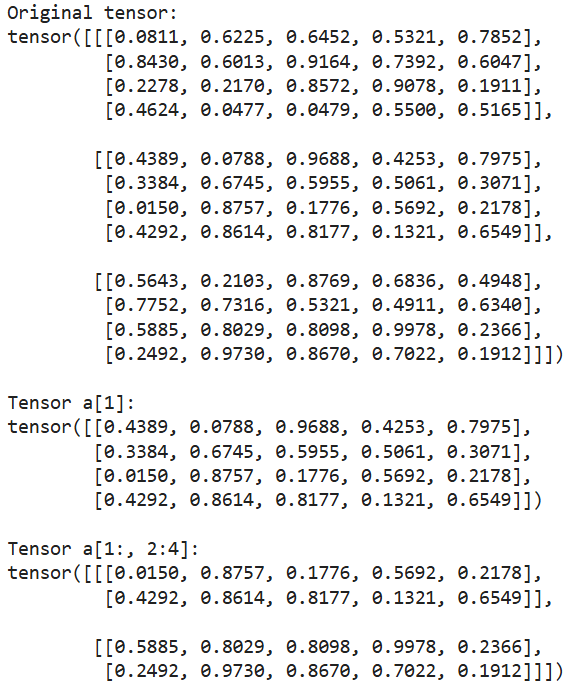 Original tensor:
tensor([[[0.0811, 0.6225, 0.6452, 0.5321, 0.7852],
         [0.8430, 0.6013, 0.9164, 0.7392, 0.6047],
         [0.2278, 0.2170, 0.8572, 0.9078, 0.1911],
         [0.4624, 0.0477, 0.0479, 0.5500, 0.5165]],

        [[0.4389, 0.0788, 0.9688, 0.4253, 0.7975],
         [0.3384, 0.6745, 0.5955, 0.5061, 0.3071],
         [0.0150, 0.8757, 0.1776, 0.5692, 0.2178],
         [0.4292, 0.8614, 0.8177, 0.1321, 0.6549]],

        [[0.5643, 0.2103, 0.8769, 0.6836, 0.4948],
         [0.7752, 0.7316, 0.5321, 0.4911, 0.6340],
         [0.5885, 0.8029, 0.8098, 0.9978, 0.2366],
         [0.2492, 0.9730, 0.8670, 0.7022, 0.1912]]])

Tensor a[1]:
tensor([[0.4389, 0.0788, 0.9688, 0.4253, 0.7975],
        [0.3384, 0.6745, 0.5955, 0.5061, 0.3071],
        [0.0150, 0.8757, 0.1776, 0.5692, 0.2178],
        [0.4292, 0.8614, 0.8177, 0.1321, 0.6549]])

Tensor a[1:, 2:4]:
tensor([[[0.0150, 0.8757, 0.1776, 0.5692, 0.2178],
         [0.4292, 0.8614, 0.8177, 0.1321, 0.6549]],

        [[0.5885, 0.8029, 0.8098, 0.9978, 0.2366],
         [0.2492, 0.9730, 0.8670, 0.7022, 0.1912]]])